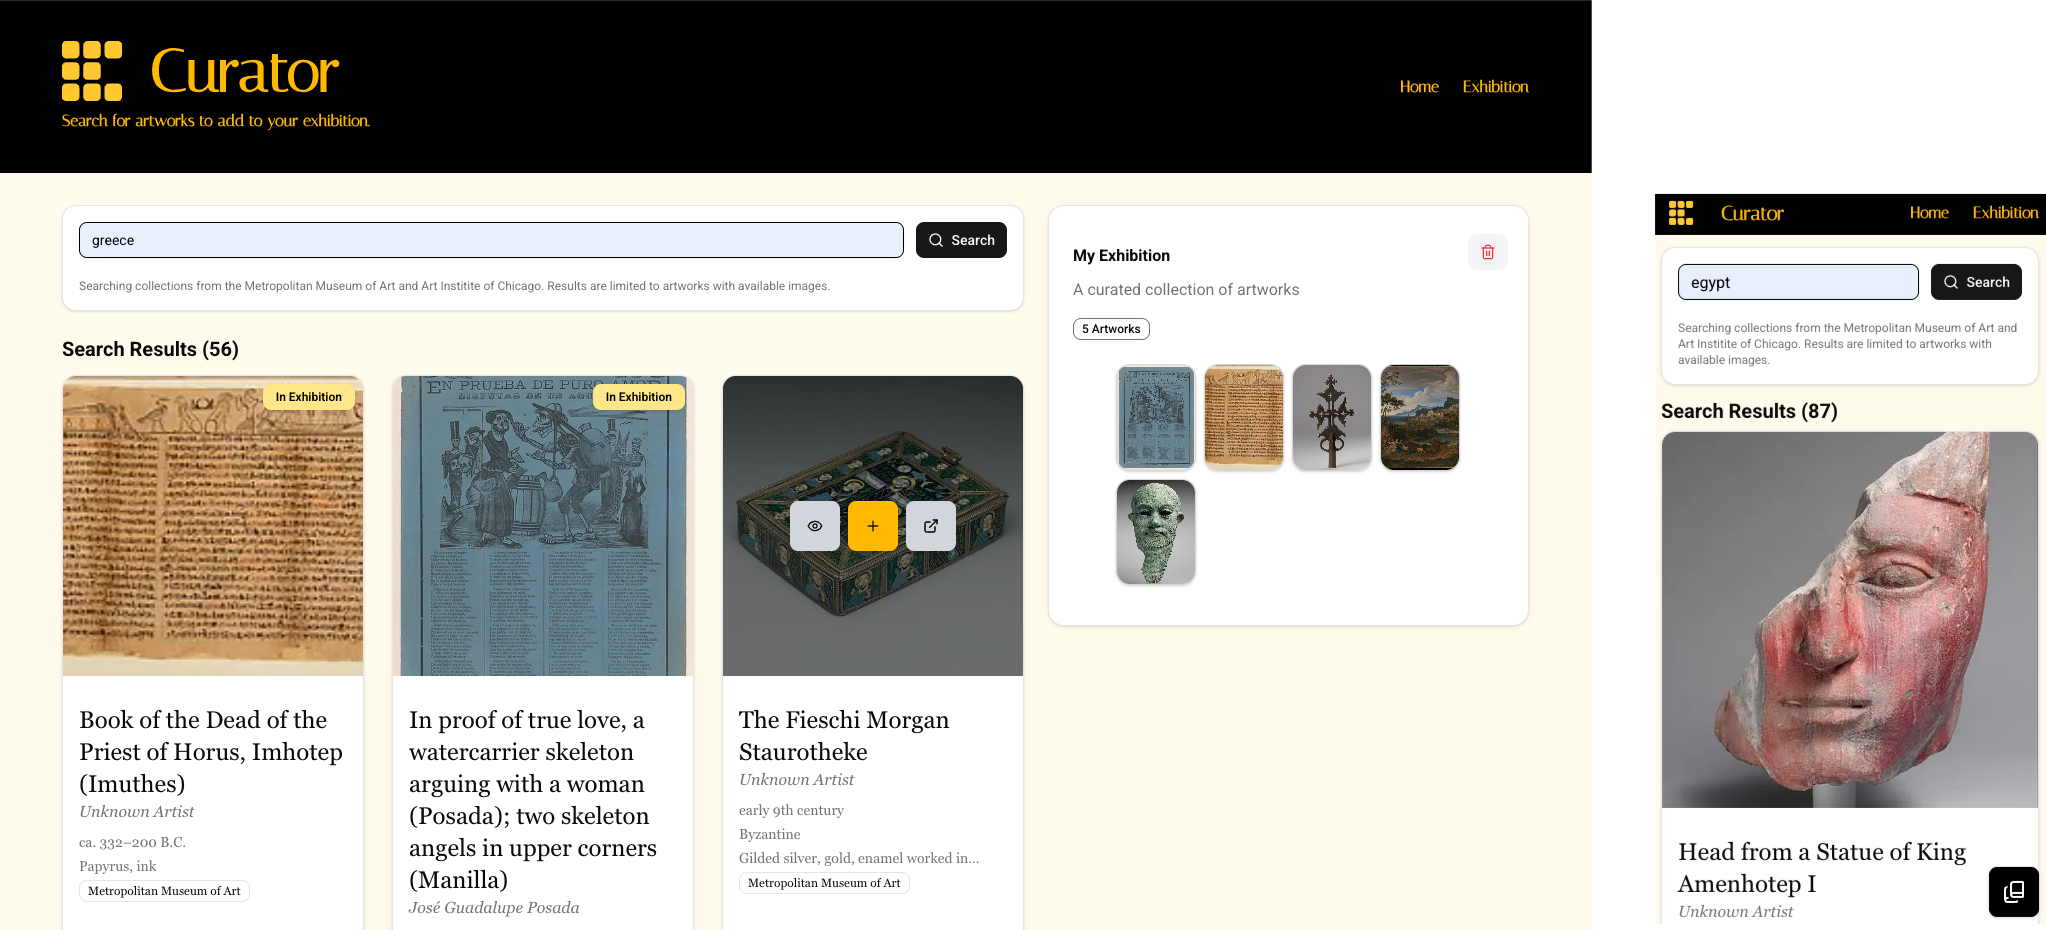 Curator
Search for artworks to add to your exhibition.
Home Exhibition
greece
Search
Searching collections from the Metropolitan Museum of Art and Art Institite of Chicago. Results are limited to artworks with available images.
Search Results (56)
In Exhibition
Book of the Dead of the
Priest of Horus, Imhotep
(Imuthes)
Unknown Artist
ca. 332–200 B.C.
Papyrus, ink
Metropolitan Museum of Art
EN PRUEBA DE PURO AMOR
In Exhibition
In proof of true love, a
watercarrier skeleton
arguing with a woman
(Posada); two skeleton
angels in upper corners
(Manilla)
José Guadalupe Posada
The Fieschi Morgan
Staurotheke
Unknown Artist
early 9th century
Byzantine
Gilded silver, gold, enamel worked in...
Metropolitan Museum of Art
My Exhibition
A curated collection of artworks
5 Artworks
Curator
Home Exhibition
egypt
Search
Searching collections from the Metropolitan Museum of Art and
Art Institite of Chicago. Results are limited to artworks with
available images.
Search Results (87)
Head from a Statue of King
Amenhotep I
Unknown Artist